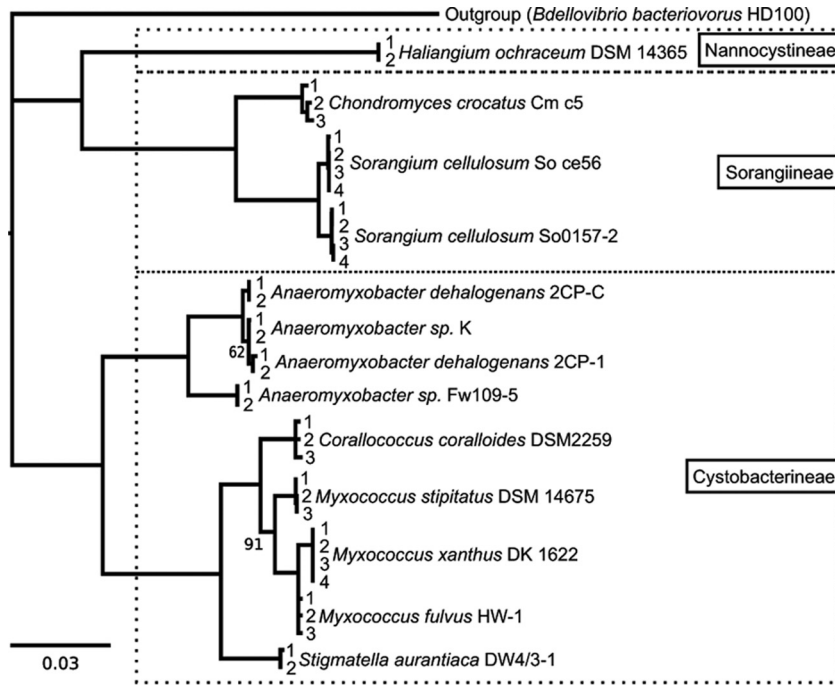 Outgroup (Bdellovibrio bacteriovorus HD100)
1
2 Haliangium ochraceum DSM 14365
Nannocystineae
1
2 Chondromyces crocatus Cm c5
3
1
2
3
4
Sorangium cellulosum So ce56
Sorangiineae
1
2
3
4
Sorangium cellulosum So0157-2
1
2
Anaeromyxobacter dehalogenans 2CP-C
1
2
Anaeromyxobacter sp. K
62
1
2
Anaeromyxobacter dehalogenans 2CP-1
1
2
Anaeromyxobacter sp. Fw109-5
1
2 Corallococcus coralloides DSM2259
3
Cystobacterineae
1
2 Myxococcus stipitatus DSM 14675
3
91
1
2
3
4
Myxococcus xanthus DK 1622
1
2 Myxococcus fulvus HW-1
3
1
2 Stigmatella aurantiaca DW4/3-1
0.03